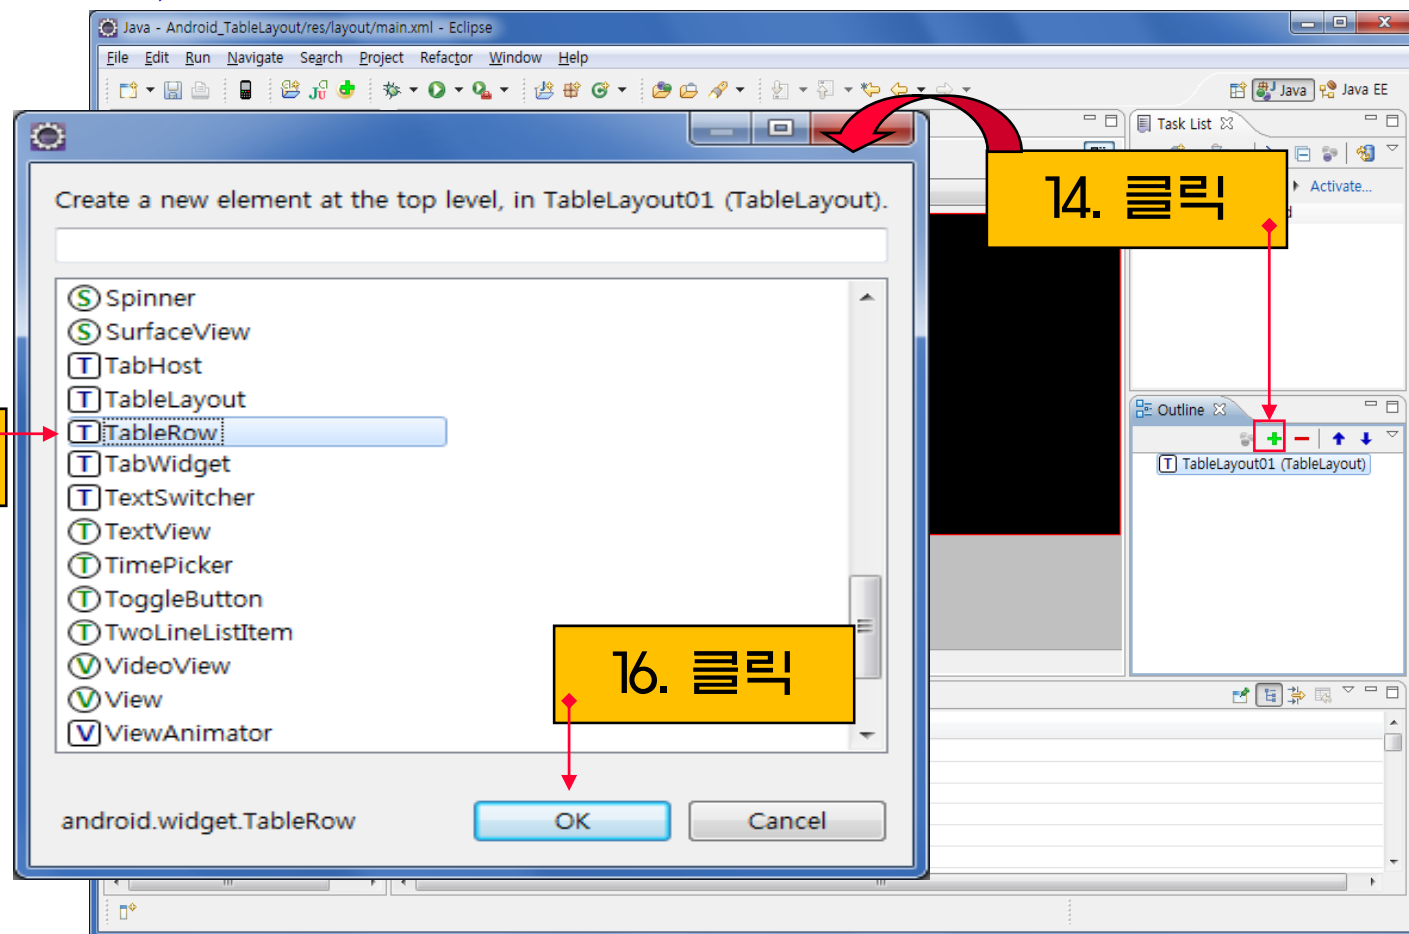 Java - Android_TableLayout/res/layout/main.xml - Eclipse
File Edit Run Navigate Search Project Refactor Window Help
Java Java EE
Task List
Activate...
14. 클릭
Create a new element at the top level, in TableLayout01 (TableLayout).
Spinner
SurfaceView
TabHost
TableLayout
TableRow
TabWidget
TextSwitcher
TextView
TimePicker
ToggleButton
TwoLineListItem
VideoView
View
ViewAnimator
Outline
TableLayout01 (TableLayout)
16. 클릭
android.widget.TableRow
OK
Cancel